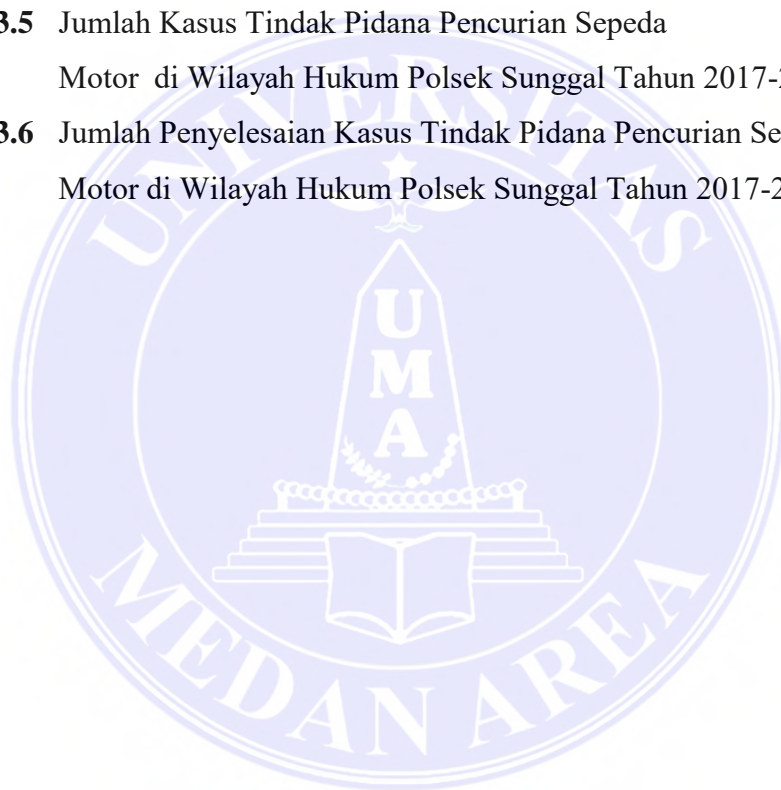 3.5 Jumlah Kasus Tindak Pidana Pencurian Sepeda
Motor di Wilayah Hukum Polsek Sunggal Tahun 2017-
3.6 Jumlah Penyelesaian Kasus Tindak Pidana Pencurian Se
Motor di Wilayah Hukum Polsek Sunggal Tahun 2017-2
UNIVERSITAS
U
M
A
MEDAN AREA